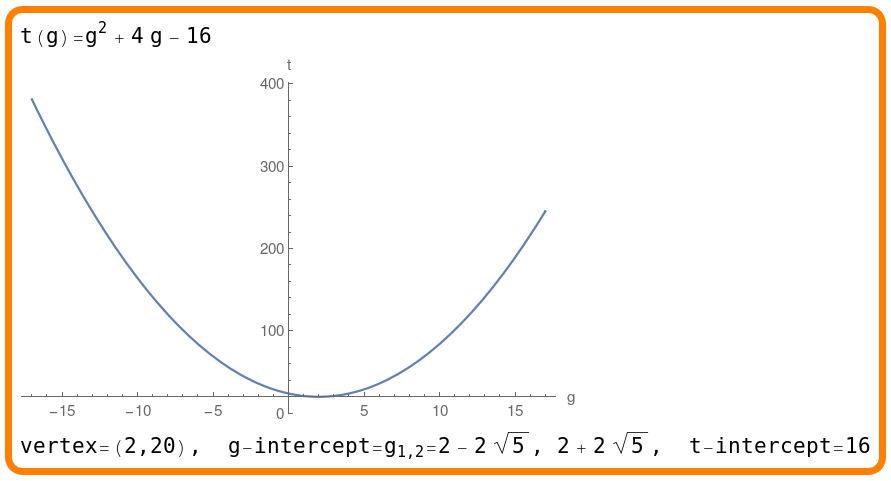 t(g)=g² + 4 g − 16
t
400
300
200
100
0
−15 −10 −5 5 10 15 g
vertex=(2,20), g−intercept=g₁,₂=2 − 2 √5, 2 + 2 √5, t−intercept=16